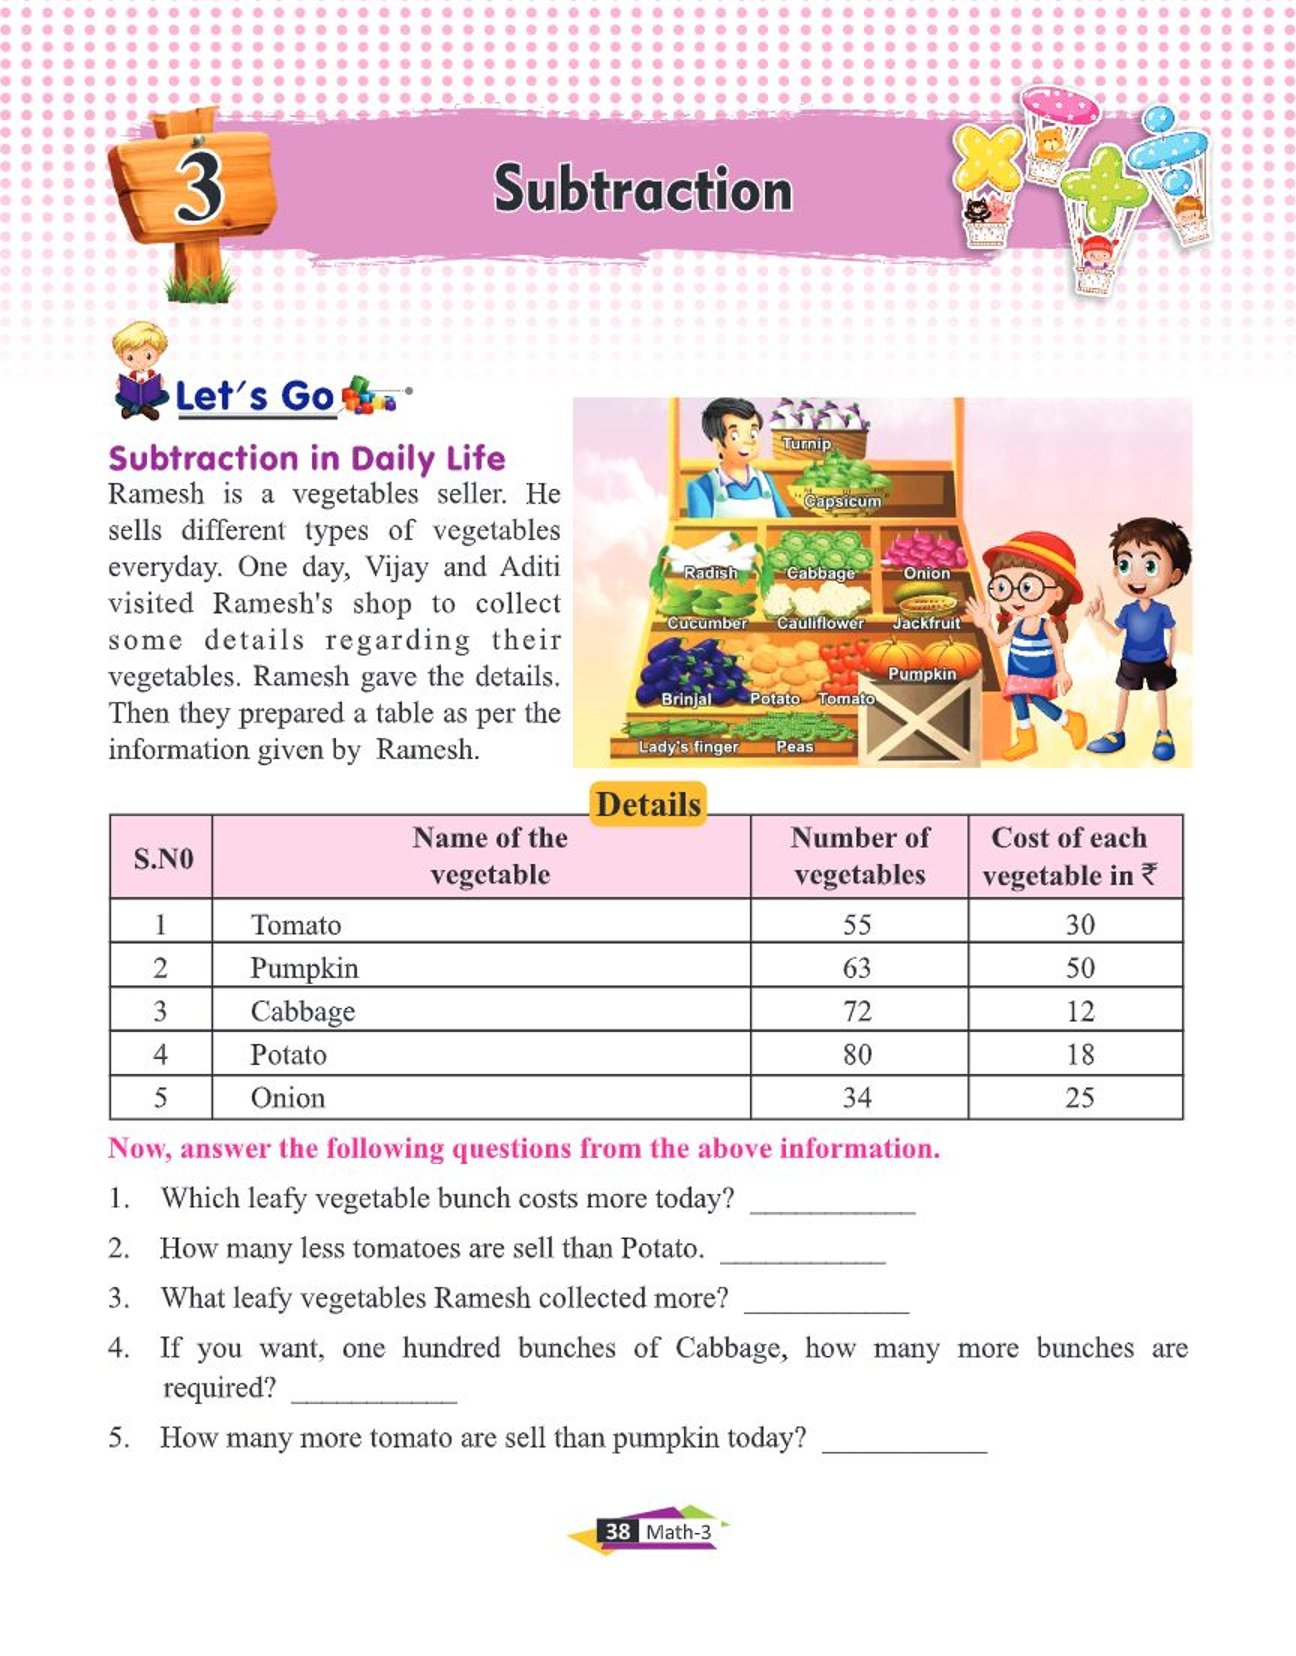 3
Subtraction
Let's Go
Subtraction in Daily Life
Ramesh is a vegetables seller. He
sells different types of vegetables
everyday. One day, Vijay and Aditi
visited Ramesh's shop to collect
some details regarding their
vegetables. Ramesh gave the details.
Then they prepared a table as per the
information given by Ramesh.
Turnip
Capsicum
Radish Cabbage Onion
Cucumber Cauliflower Jackfruit
Pumpkin
Brinjal Potato Tomato
Lady's finger Peas
Details
S.N0 Name of the vegetable Number of vegetables Cost of each vegetable in ₹
1 Tomato 55 30
2 Pumpkin 63 50
3 Cabbage 72 12
4 Potato 80 18
5 Onion 34 25
Now, answer the following questions from the above information.
1. Which leafy vegetable bunch costs more today? ___________
2. How many less tomatoes are sell than Potato. ___________
3. What leafy vegetables Ramesh collected more? ___________
4. If you want, one hundred bunches of Cabbage, how many more bunches are
required? ___________
5. How many more tomato are sell than pumpkin today? ___________
38 Math-3